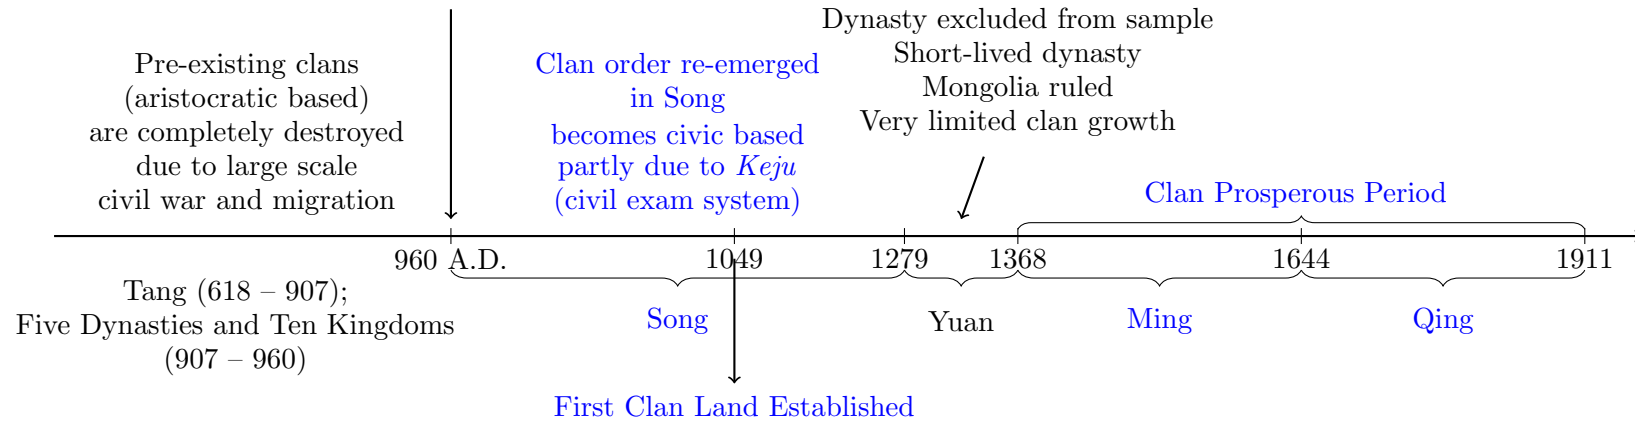 Pre-existing clans
(aristocratic based)
are completely destroyed
due to large scale
civil war and migration
Clan order re-emerged
in Song
becomes civic based
partly due to Keju
(civil exam system)
Dynasty excluded from sample
Short-lived dynasty
Mongolia ruled
Very limited clan growth
Clan Prosperous Period
960 A.D.
1049
1279
1368
1644
1911
Tang (618 – 907);
Five Dynasties and Ten Kingdoms
(907 – 960)
Song
Yuan
Ming
Qing
First Clan Land Established